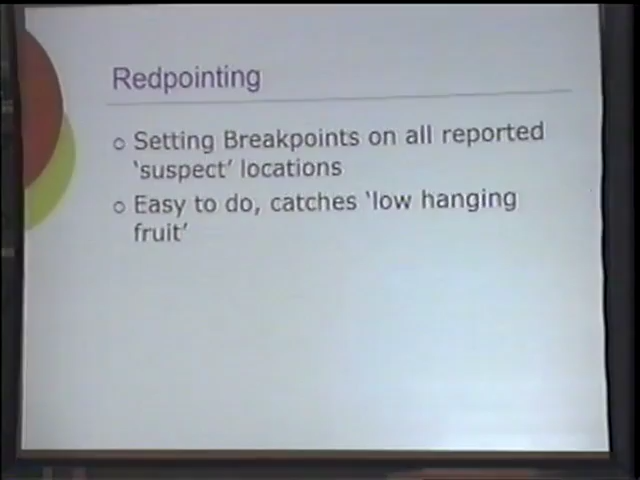 Redpointing
Setting Breakpoints on all reported
‘suspect’ locations
Easy to do, catches ‘low hanging
fruit’